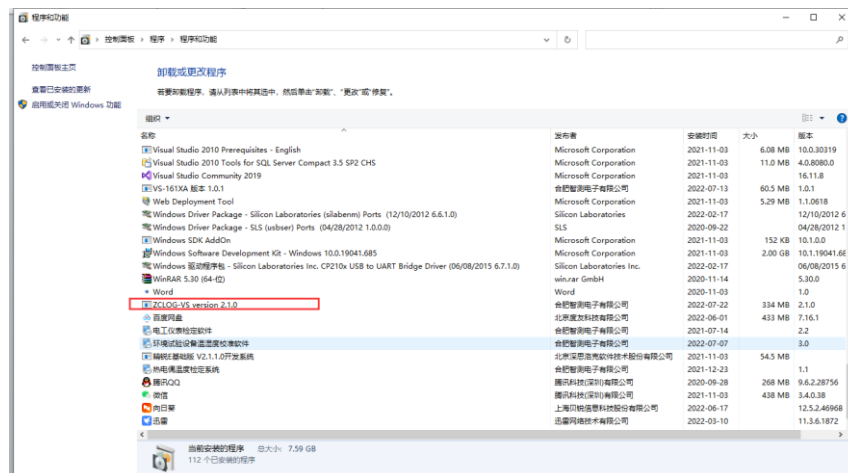 程序和功能
控制面板 > 程序 > 程序和功能
控制面板主页
查看已安装的更新
启用或关闭 Windows 功能
卸载或更改程序
若要卸载程序，请从列表中将其选中，然后单击"卸载"、"更改"或"修复"。
组织
名称 发布者 安装时间 大小 版本
Visual Studio 2010 Prerequisites - English Microsoft Corporation 2021-11-03 6.08 MB 10.0.30319
Visual Studio 2010 Tools for SQL Server Compact 3.5 SP2 CHS Microsoft Corporation 2021-11-03 11.0 MB 4.0.8080.0
Visual Studio Community 2019 Microsoft Corporation 2021-11-03 16.11.8
VS-161XA 版本 1.0.1 合肥智测电子有限公司 2022-07-13 60.5 MB 1.0.1
Web Deployment Tool Microsoft Corporation 2021-11-03 5.29 MB 1.1.0618
Windows Driver Package - Silicon Laboratories (silabenm) Ports (12/10/2012 6.6.1.0) Silicon Laboratories 2022-02-17 12/10/2012 6
Windows Driver Package - SLS (usbser) Ports (04/28/2012 1.0.0.0) SLS 2020-09-22 04/28/2012 1
Windows SDK AddOn Microsoft Corporation 2021-11-03 152 KB 10.1.0.0
Windows Software Development Kit - Windows 10.0.19041.685 Microsoft Corporation 2021-11-03 2.00 GB 10.1.19041.68
Windows 驱动程序包 - Silicon Laboratories Inc. CP210x USB to UART Bridge Driver (06/08/2015 6.7.1.0) Silicon Laboratories Inc. 2022-02-17 06/08/2015 6
WinRAR 5.30 (64-位) win.rar GmbH 2020-11-14 5.30.0
Word Word 2020-11-03 1.0
ZCLOG-VS version 2.1.0 合肥智测电子有限公司 2022-07-22 334 MB 2.1.0
百度网盘 北京度友科技有限公司 2022-06-01 433 MB 7.16.1
电工仪表检定软件 合肥智测电子有限公司 2021-07-14 2.2
环境试验设备温湿度校准软件 合肥智测电子有限公司 2022-07-07 3.0
精锐E基础版 V2.1.1.0开发系统 北京深思洛克软件技术股份有限公司 2021-11-03 54.5 MB
热电偶温度检定系统 合肥智测电子有限公司 2021-12-23 1.1
腾讯QQ 腾讯科技(深圳)有限公司 2020-09-28 268 MB 9.6.2.28756
微信 腾讯科技(深圳)有限公司 2021-11-03 438 MB 3.4.0.38
向日葵 上海贝锐信息科技股份有限公司 2022-06-17 12.5.2.46968
迅雷 迅雷网络技术有限公司 2022-03-10 11.3.6.1872
当前安装的程序 总大小: 7.59 GB
112 个已安装的程序